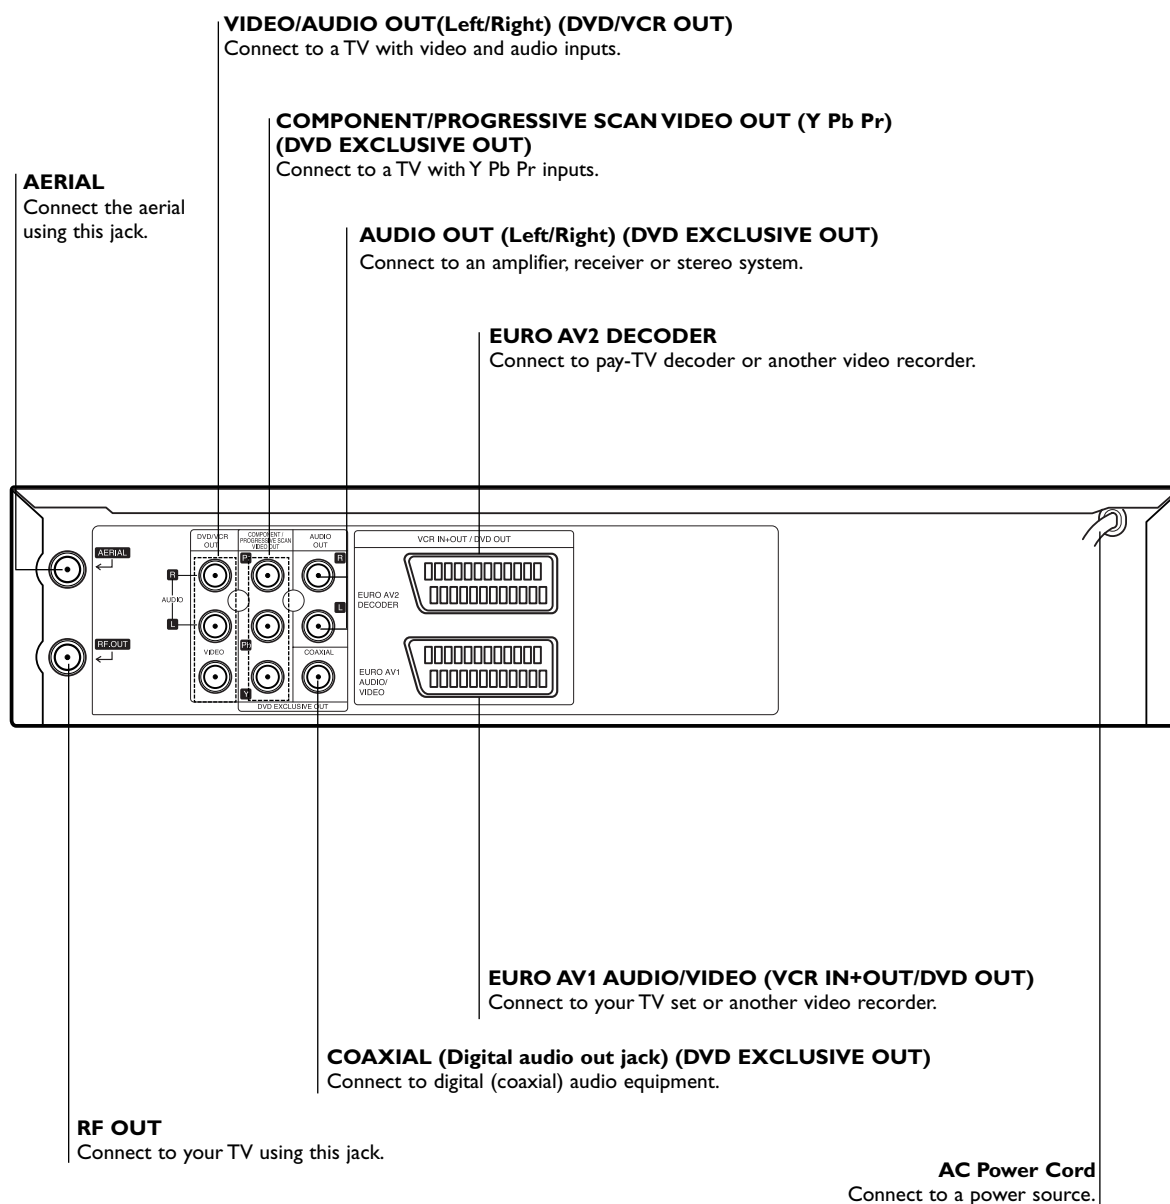 VIDEO/AUDIO OUT(Left/Right) (DVD/VCR OUT)
Connect to a TV with video and audio inputs.
COMPONENT/PROGRESSIVE SCAN VIDEO OUT (Y Pb Pr)
(DVD EXCLUSIVE OUT)
Connect to a TV with Y Pb Pr inputs.
AERIAL
Connect the aerial
using this jack.
AUDIO OUT (Left/Right) (DVD EXCLUSIVE OUT)
Connect to an amplifier, receiver or stereo system.
EURO AV2 DECODER
Connect to pay-TV decoder or another video recorder.
AERIAL
RF.OUT
DVD/VCR
OUT
R
AUDIO
L
VIDEO
COMPONENT /
PROGRESSIVE SCAN
VIDEO OUT
Pr
Pb
Y
AUDIO
OUT
R
L
COAXIAL
DVD EXCLUSIVE OUT
VCR IN+OUT / DVD OUT
EURO AV2
DECODER
EURO AV1
AUDIO/
VIDEO
EURO AV1 AUDIO/VIDEO (VCR IN+OUT/DVD OUT)
Connect to your TV set or another video recorder.
COAXIAL (Digital audio out jack) (DVD EXCLUSIVE OUT)
Connect to digital (coaxial) audio equipment.
RF OUT
Connect to your TV using this jack.
AC Power Cord
Connect to a power source.